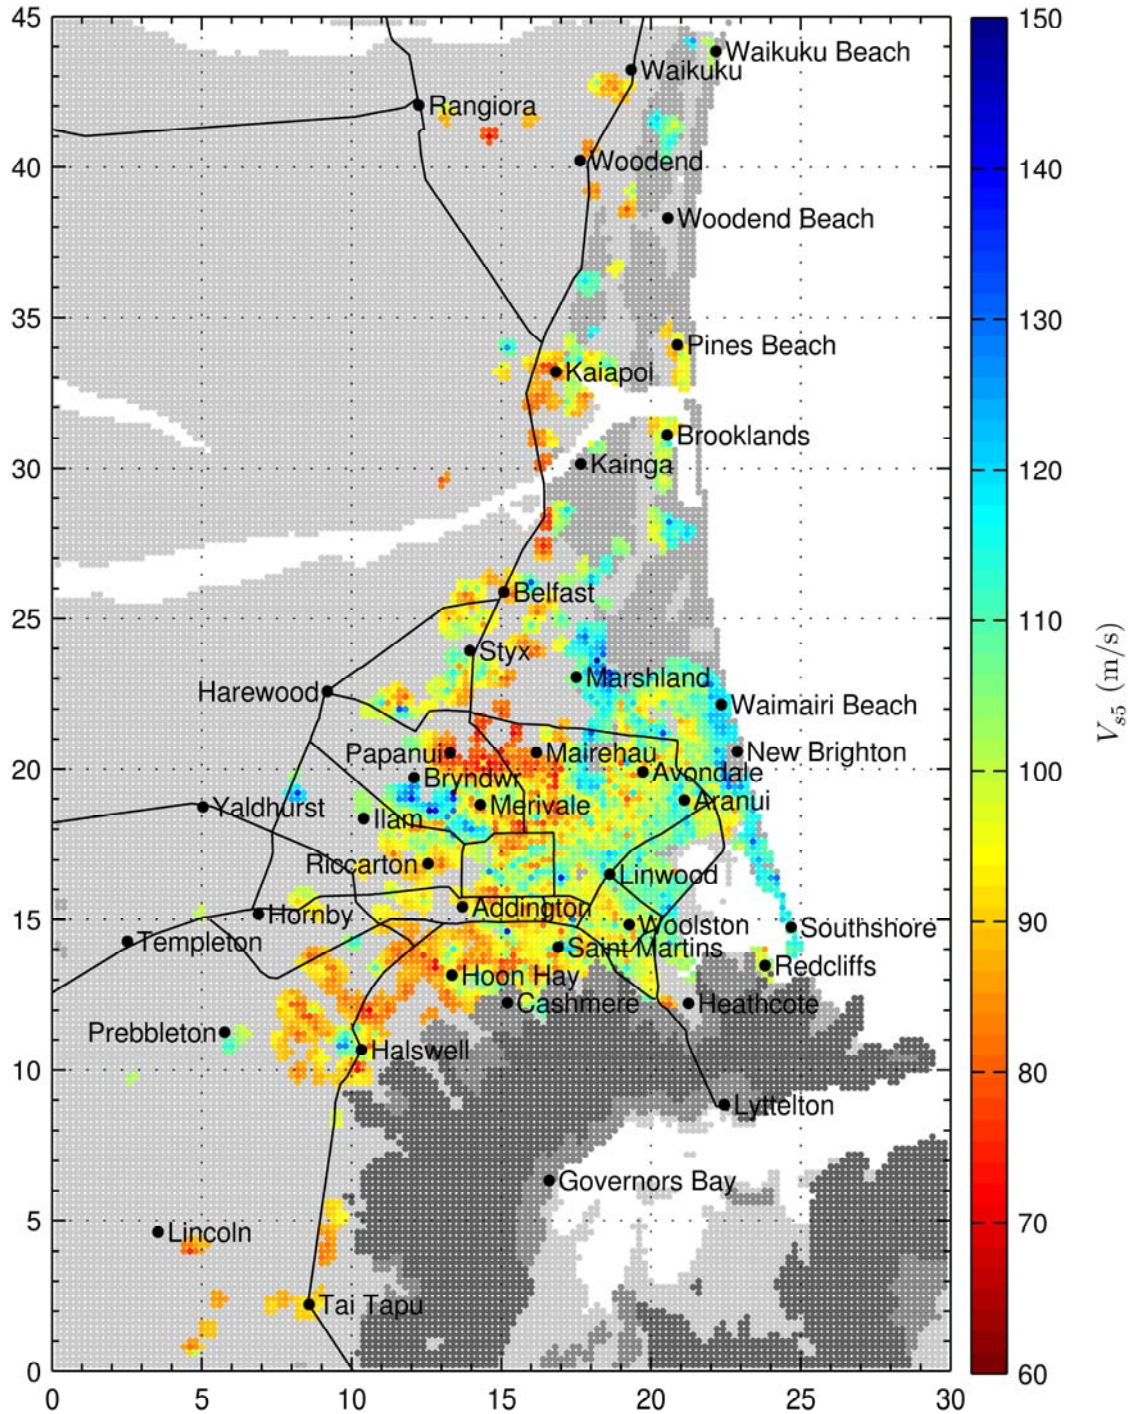 45
150
Waikuku Beach
Waikuku
Rangiora
140
40
Woodend
Woodend Beach
35
130
Pines Beach
Kaiapoi
Brooklands
30
Kainga
120
Belfast
25
110
Styx
Marshland
Harewood
Waimairi Beach
Papanui
Mairehau
New Brighton
20
Bryndwr
Avondale
100
Yaldhurst
Merivale
Aranui
Ilam
Riccarton
Linwood
15
Hornby
Addington
90
Templeton
Woolston
Southshore
Saint Martins
Hoon Hay
Redcliffs
Cashmere
Heathcote
Prebbleton
Halswell
10
80
Lyttelton
Governors Bay
5
Lincoln
70
Tai Tapu
0
60
0 5 10 15 20 25 30
Vs5 (m/s)